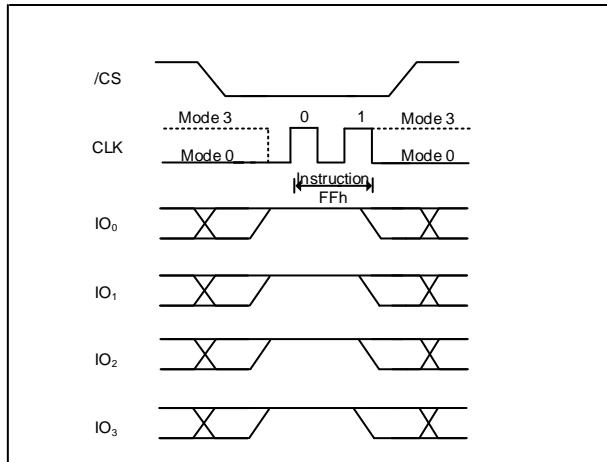 /CS
Mode 3 0 1 Mode 3
CLK
Mode 0 Mode 0
Instruction
FFh
IO₀
IO₁
IO₂
IO₃